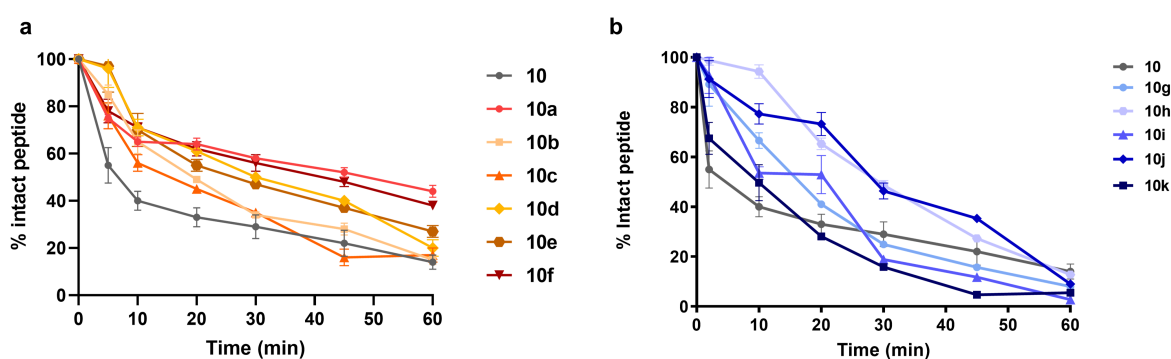 a
% intact peptide
100
80
60
40
20
0
0 10 20 30 40 50 60
Time (min)
10
10a
10b
10c
10d
10e
10f
b
% Intact peptide
100
80
60
40
20
0
0 10 20 30 40 50 60
Time (min)
10
10g
10h
10i
10j
10k